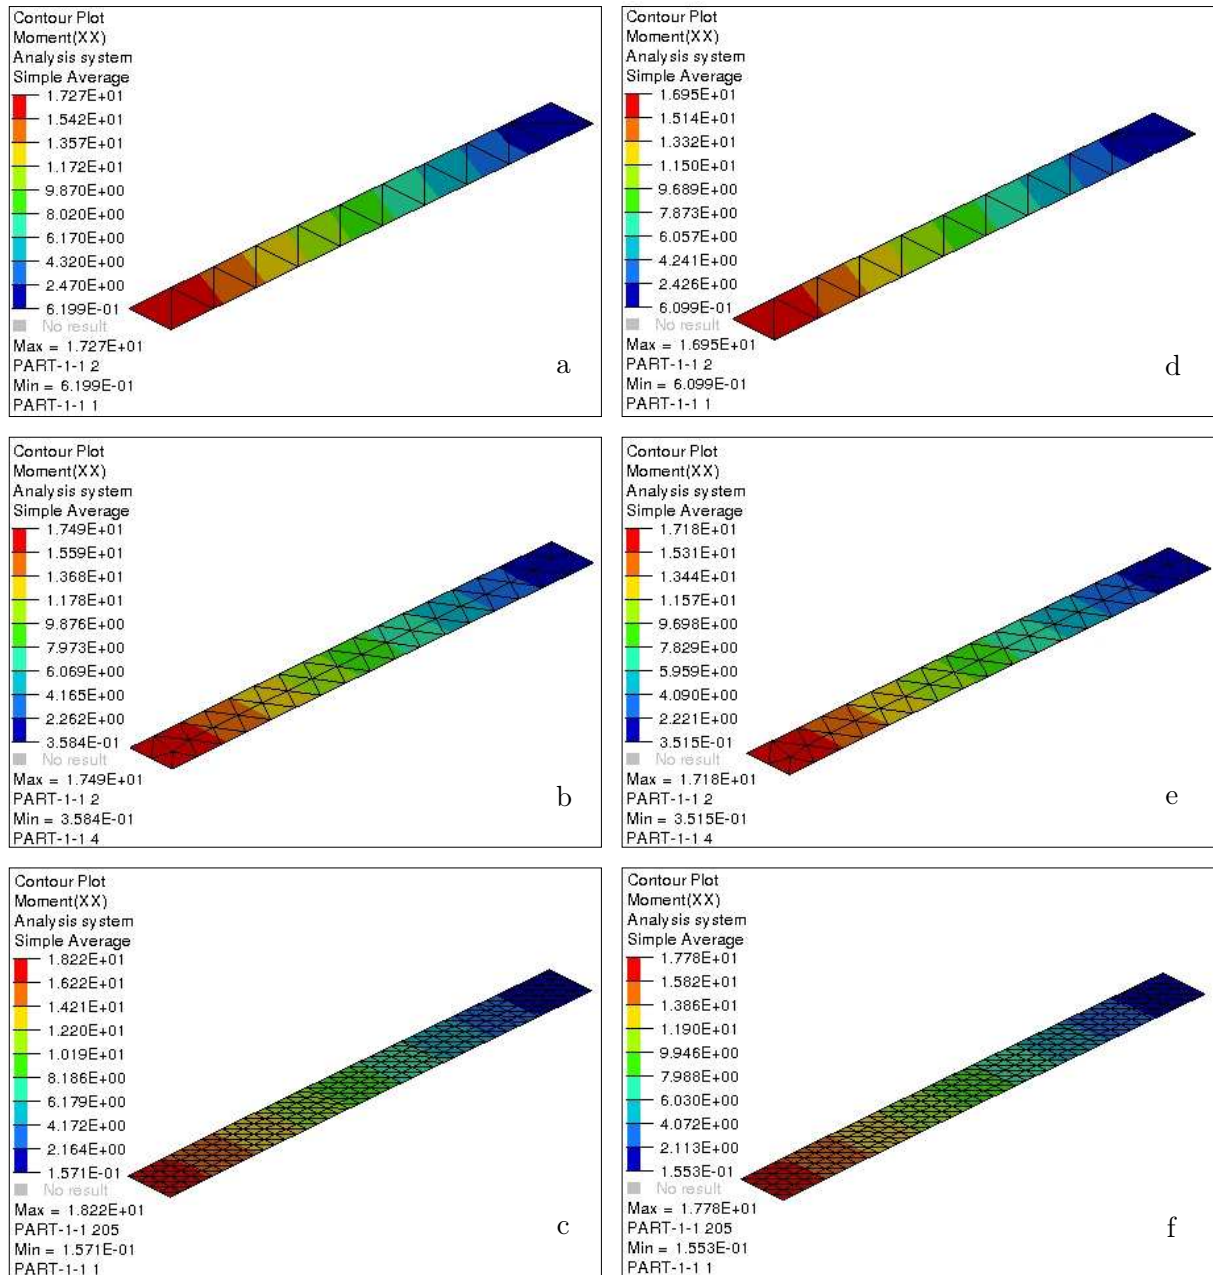 Contour Plot
Moment(XX)
Analysis system
Simple Average
1.727E+01
1.542E+01
1.357E+01
1.172E+01
9.870E+00
8.020E+00
6.170E+00
4.320E+00
2.470E+00
6.199E-01
No result
Max = 1.727E+01
PART-1-1 2
Min = 6.199E-01
PART-1-1 1
a
Contour Plot
Moment(XX)
Analysis system
Simple Average
1.695E+01
1.514E+01
1.332E+01
1.150E+01
9.689E+00
7.873E+00
6.057E+00
4.241E+00
2.426E+00
6.099E-01
No result
Max = 1.695E+01
PART-1-1 2
Min = 6.099E-01
PART-1-1 1
d
Contour Plot
Moment(XX)
Analysis system
Simple Average
1.749E+01
1.559E+01
1.368E+01
1.178E+01
9.876E+00
7.973E+00
6.069E+00
4.165E+00
2.262E+00
3.584E-01
No result
Max = 1.749E+01
PART-1-1 2
Min = 3.584E-01
PART-1-1 4
b
Contour Plot
Moment(XX)
Analysis system
Simple Average
1.718E+01
1.531E+01
1.344E+01
1.157E+01
9.698E+00
7.829E+00
5.959E+00
4.090E+00
2.221E+00
3.515E-01
No result
Max = 1.718E+01
PART-1-1 2
Min = 3.515E-01
PART-1-1 4
e
Contour Plot
Moment(XX)
Analysis system
Simple Average
1.822E+01
1.622E+01
1.421E+01
1.220E+01
1.019E+01
8.186E+00
6.179E+00
4.172E+00
2.164E+00
1.571E-01
No result
Max = 1.822E+01
PART-1-1 205
Min = 1.571E-01
PART-1-1 1
c
Contour Plot
Moment(XX)
Analysis system
Simple Average
1.778E+01
1.582E+01
1.386E+01
1.190E+01
9.946E+00
7.988E+00
6.030E+00
4.072E+00
2.113E+00
1.553E-01
No result
Max = 1.778E+01
PART-1-1 205
Min = 1.553E-01
PART-1-1 1
f